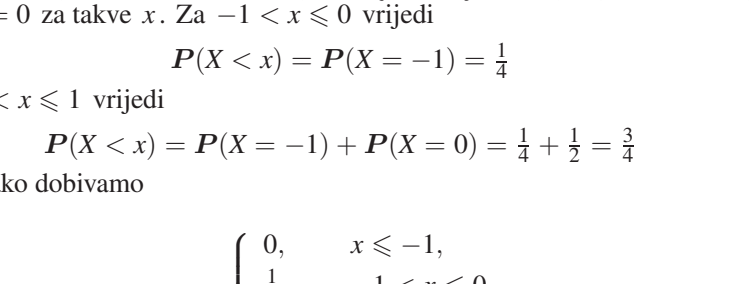 = 0 za takve x. Za −1 < x ⩽ 0 vrijedi
P(X < x) = P(X = −1) = 1/4
< x ⩽ 1 vrijedi
P(X < x) = P(X = −1) + P(X = 0) = 1/4 + 1/2 = 3/4
ko dobivamo
0, x ⩽ −1,
1